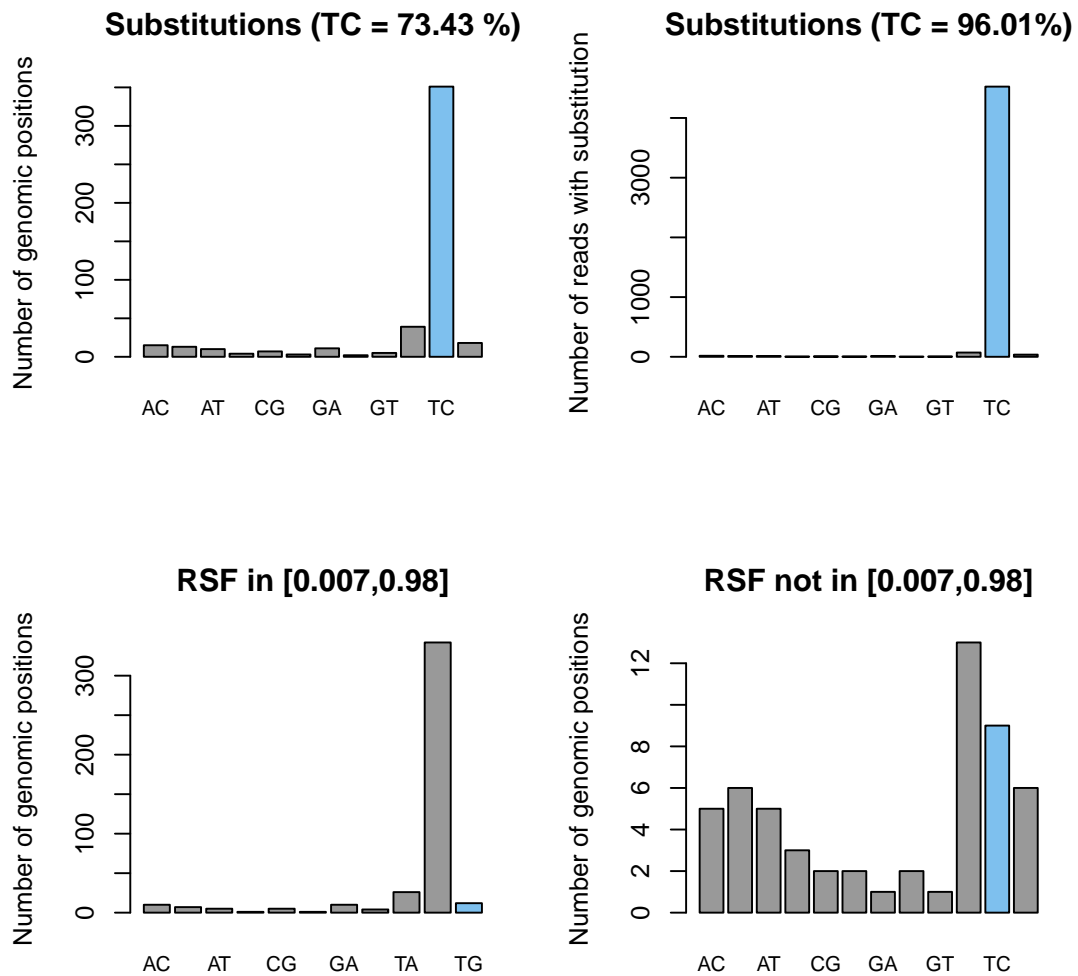 Substitutions (TC = 73.43 %)
Number of genomic positions
0
100
200
300
AC
AT
CG
GA
GT
TC
Substitutions (TC = 96.01%)
Number of reads with substitution
0
1000
3000
AC
AT
CG
GA
GT
TC
RSF in [0.007,0.98]
Number of genomic positions
0
100
200
300
AC
AT
CG
GA
TA
TG
RSF not in [0.007,0.98]
Number of genomic positions
0
2
4
6
8
10
12
AC
AT
CG
GA
GT
TC